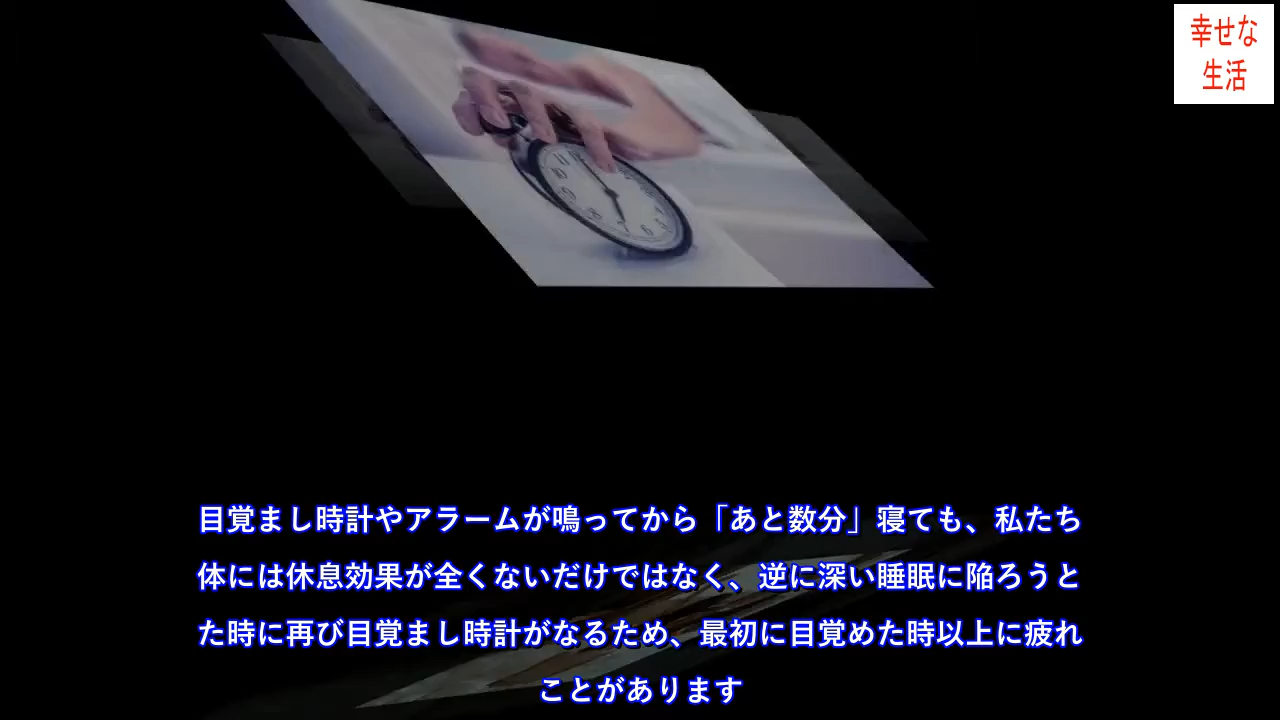 幸せな
生活
目覚まし時計やアラームが鳴ってから「あと数分」寝ても、私たち
体には休息効果が全くないだけではなく、逆に深い睡眠に陥ろうと
た時に再び目覚まし時計がなるため、最初に目覚めた時以上に疲れ
ことがあります